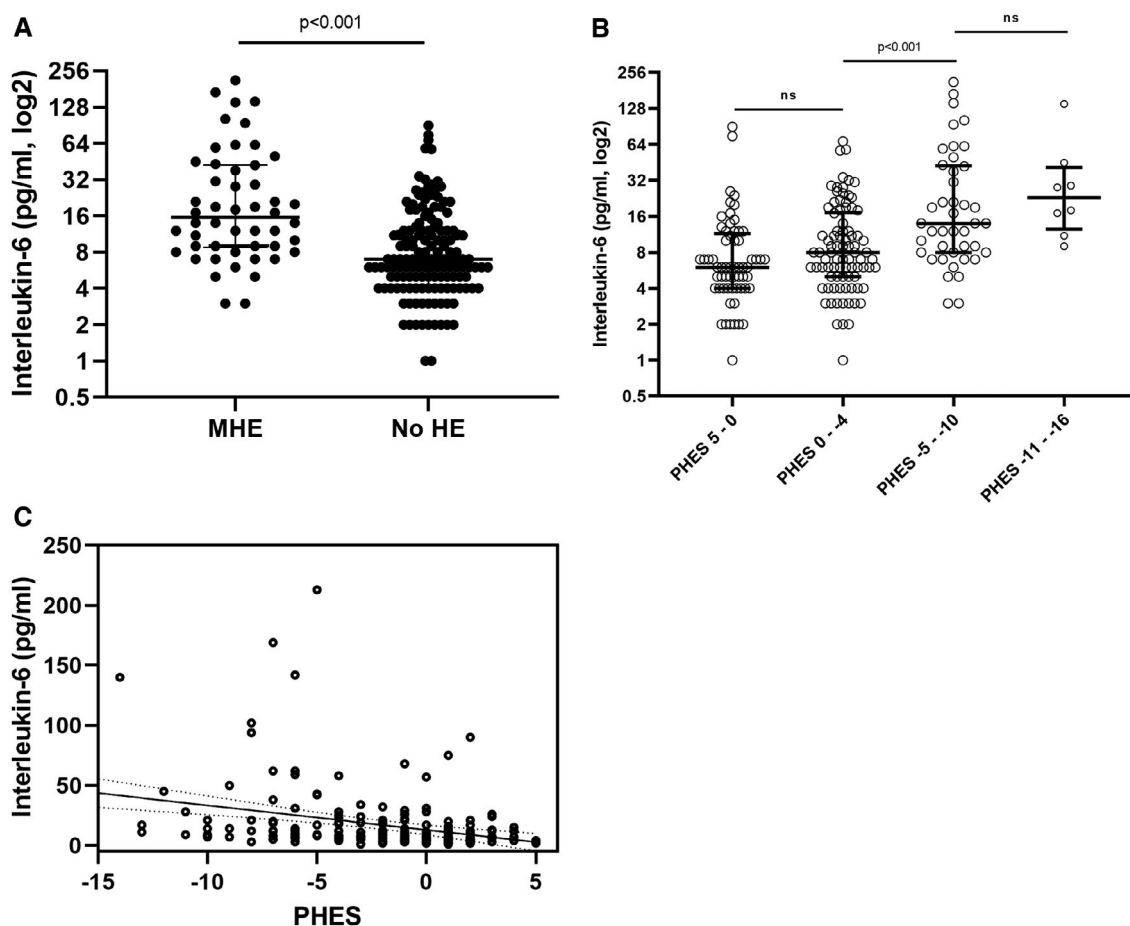 A
p<0.001
Interleukin-6 (pg/ml, log2)
256
128
64
32
16
8
4
2
1
0.5
MHE
No HE
B
ns
p<0.001
ns
Interleukin-6 (pg/ml, log2)
256
128
64
32
16
8
4
2
1
0.5
PHES 5 - 0
PHES 0 - -4
PHES -5 - -10
PHES -11 - -16
C
Interleukin-6 (pg/ml)
250
200
150
100
50
0
-15
-10
-5
0
5
PHES